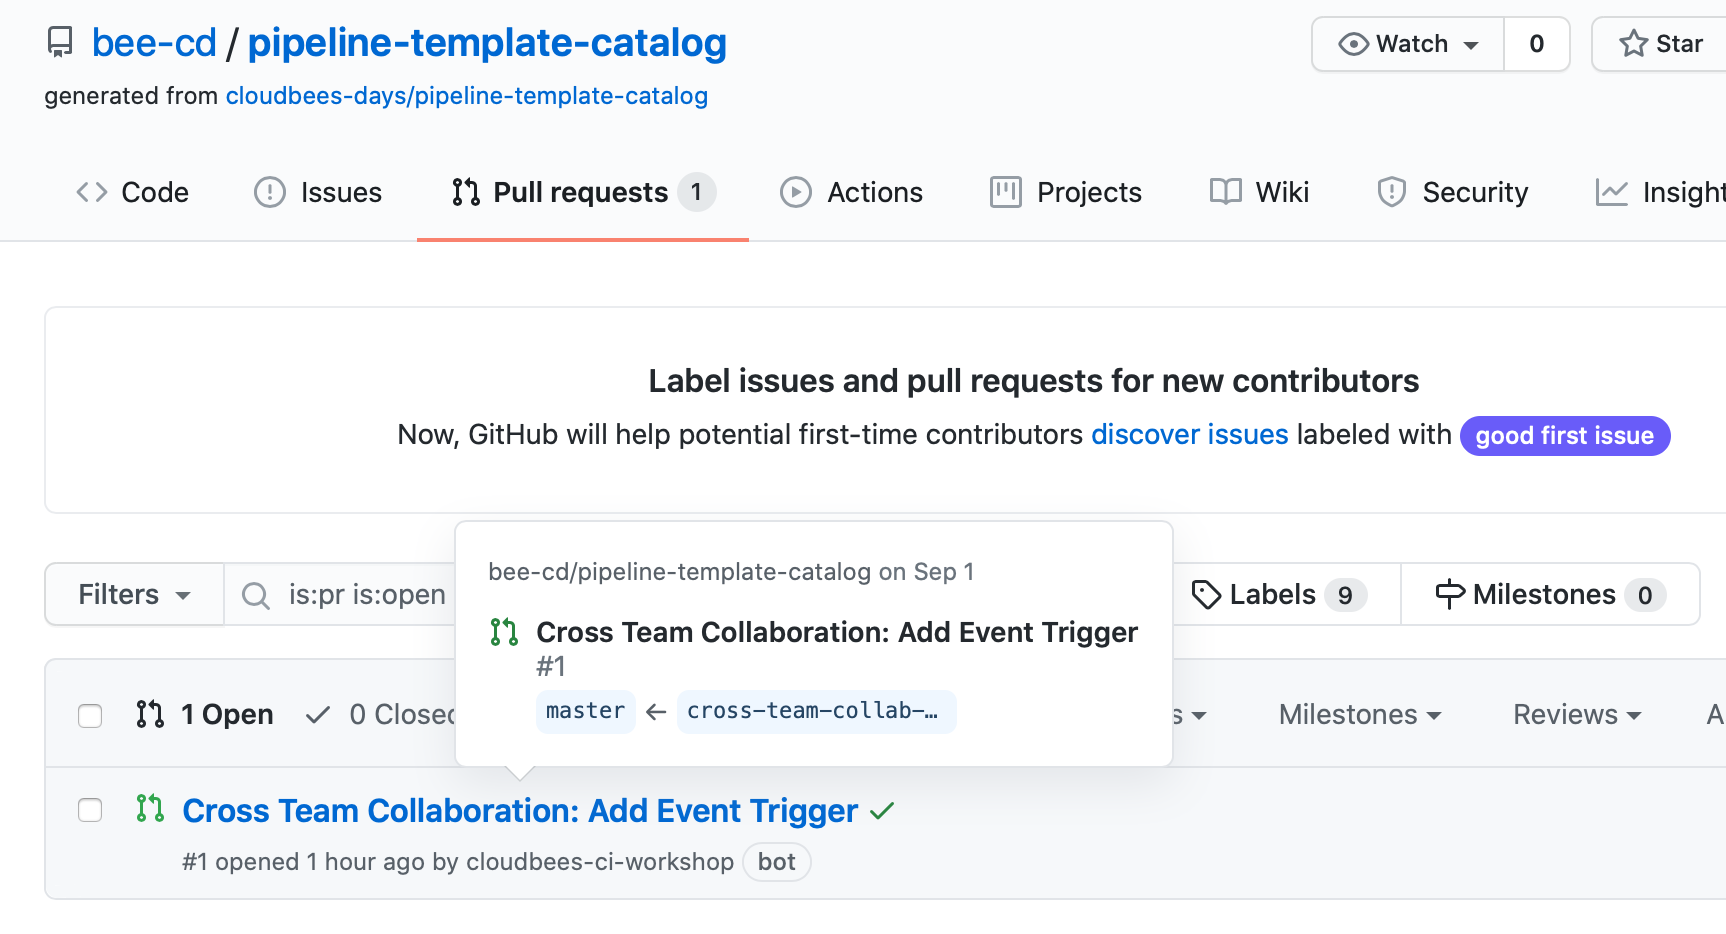 bee-cd / pipeline-template-catalog
Watch 0 Star
generated from cloudbees-days/pipeline-template-catalog
Code Issues Pull requests 1 Actions Projects Wiki Security
Label issues and pull requests for new contributors
Now, GitHub will help potential first-time contributors discover issues labeled with good first issue
bee-cd/pipeline-template-catalog on Sep 1
Cross Team Collaboration: Add Event Trigger
#1
master ← cross-team-collab-…
Filters is:pr is:open Labels 9 Milestones 0
1 Open 0 Closed Milestones Reviews
Cross Team Collaboration: Add Event Trigger
#1 opened 1 hour ago by cloudbees-ci-workshop bot